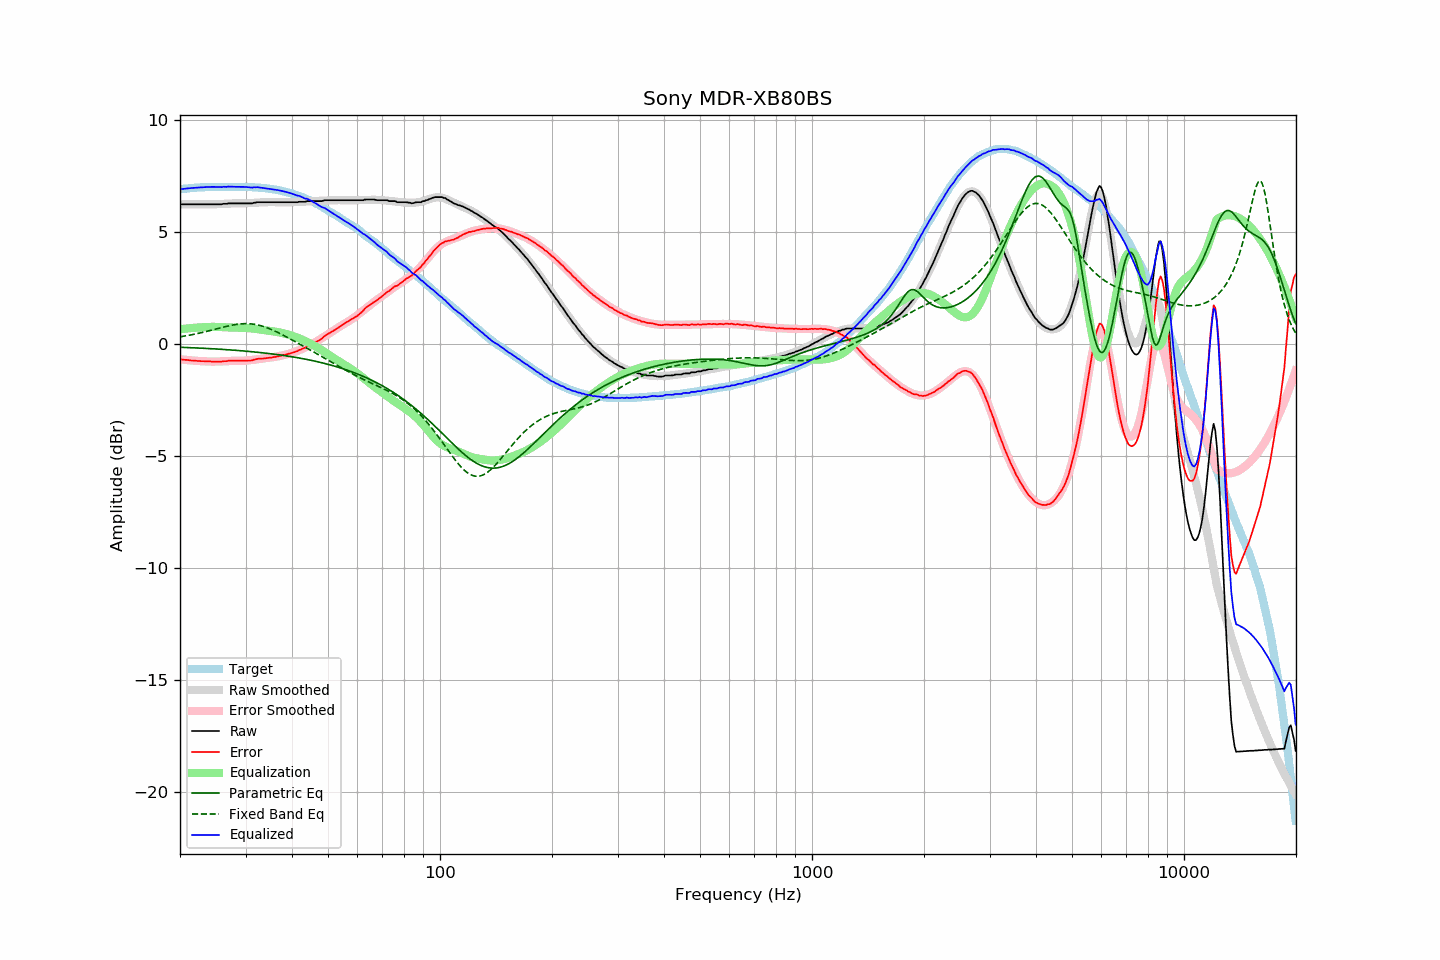 Sony MDR-XB80BS
10
5
0
−5
−10
−15
−20
Amplitude (dBr)
Target
Raw Smoothed
Error Smoothed
Raw
Error
Equalization
Parametric Eq
Fixed Band Eq
Equalized
100
1000
10000
Frequency (Hz)